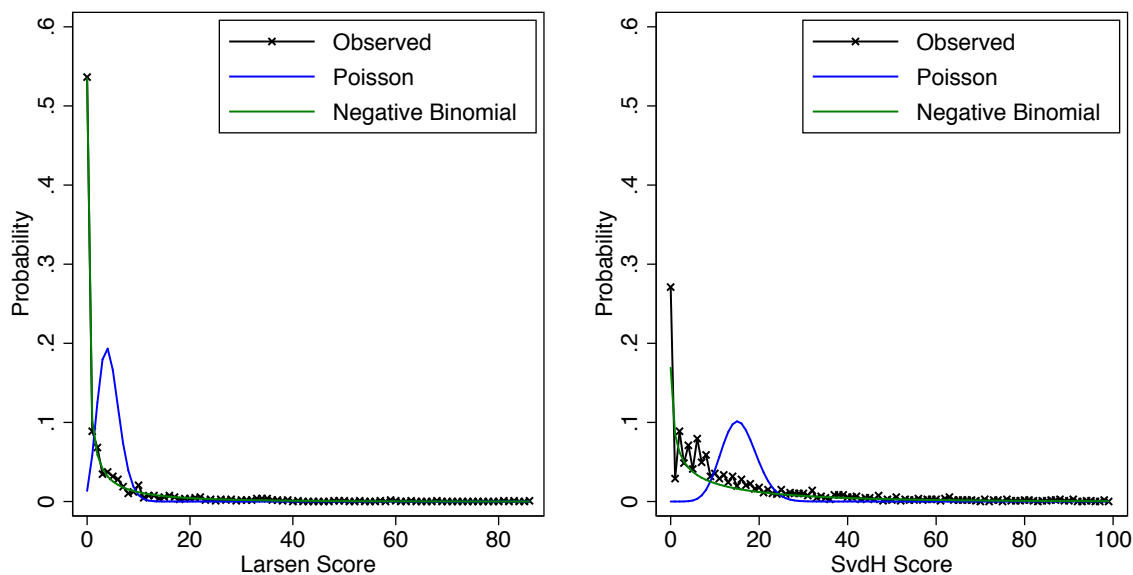 .6
.5
.4
.3
.2
.1
0
Probability
Observed
Poisson
Negative Binomial
0 20 40 60 80
Larsen Score
.6
.5
.4
.3
.2
.1
0
Probability
Observed
Poisson
Negative Binomial
0 20 40 60 80 100
SvdH Score